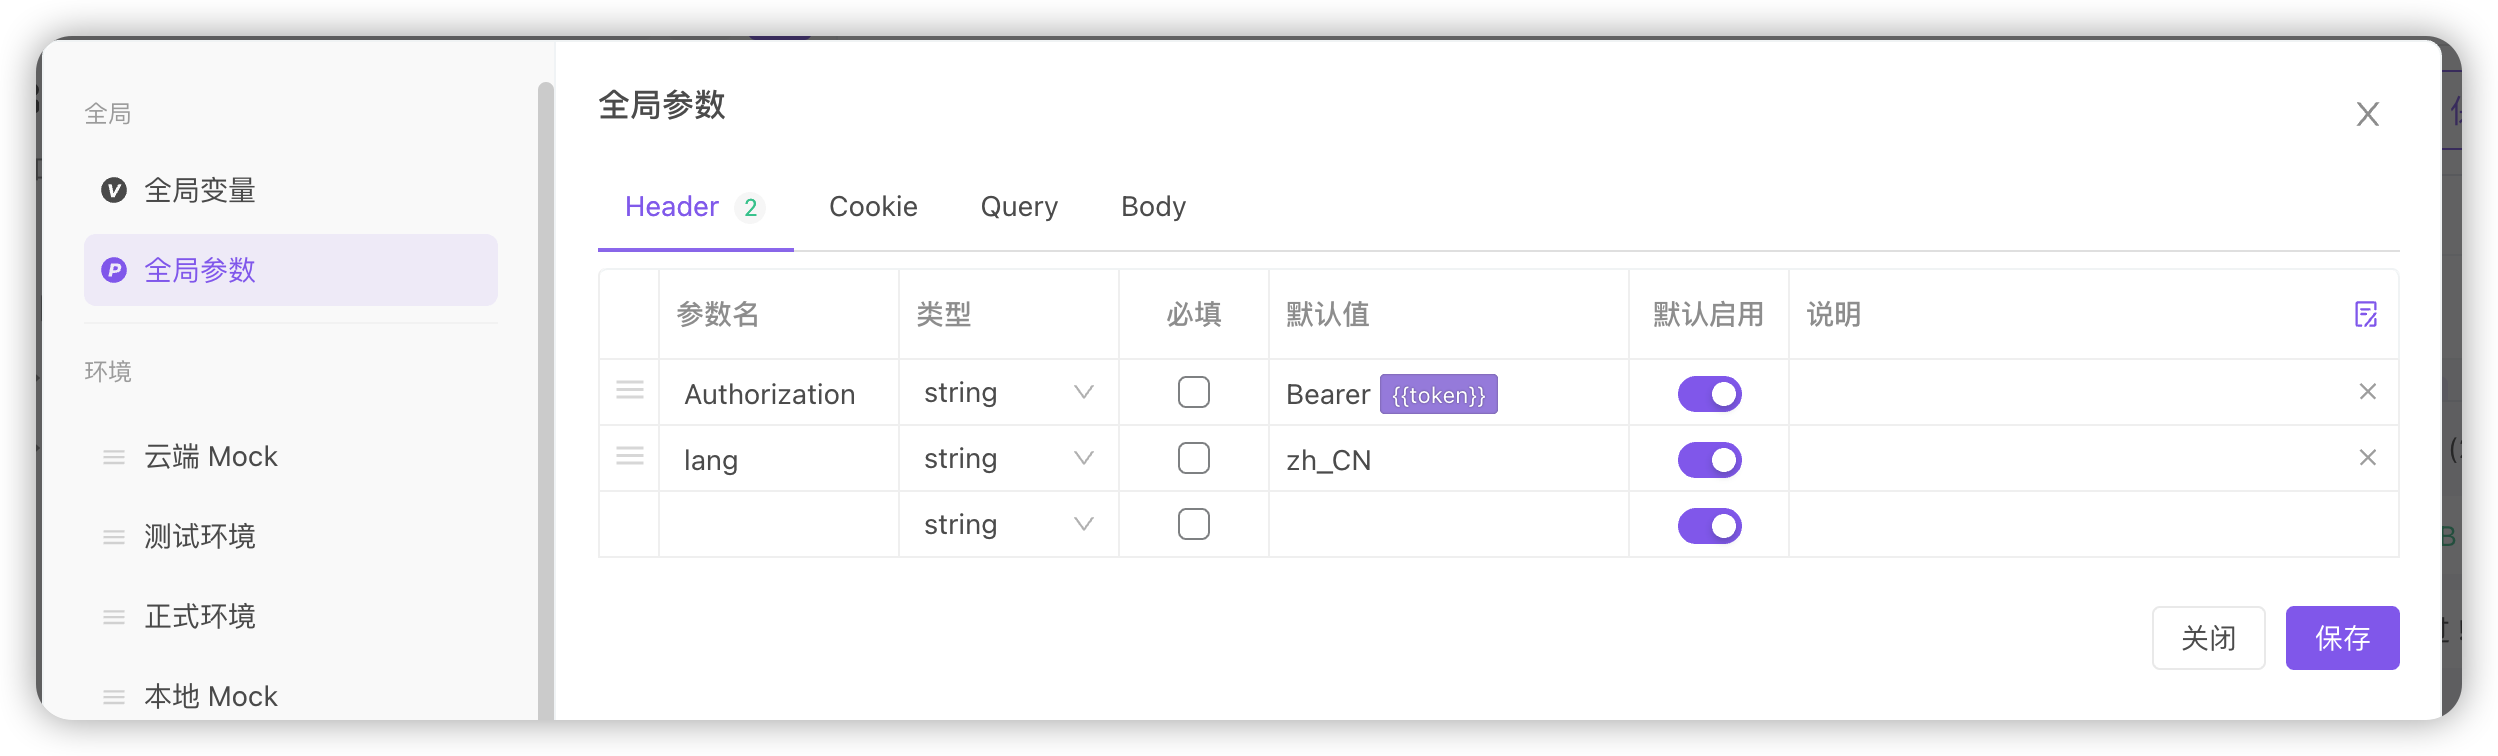 全局
全局变量
全局参数
环境
云端 Mock
测试环境
正式环境
本地 Mock
全局参数
Header 2 Cookie Query Body
参数名 类型 必填 默认值 默认启用 说明
Authorization string Bearer {{token}}
lang string zh_CN
string
关闭 保存